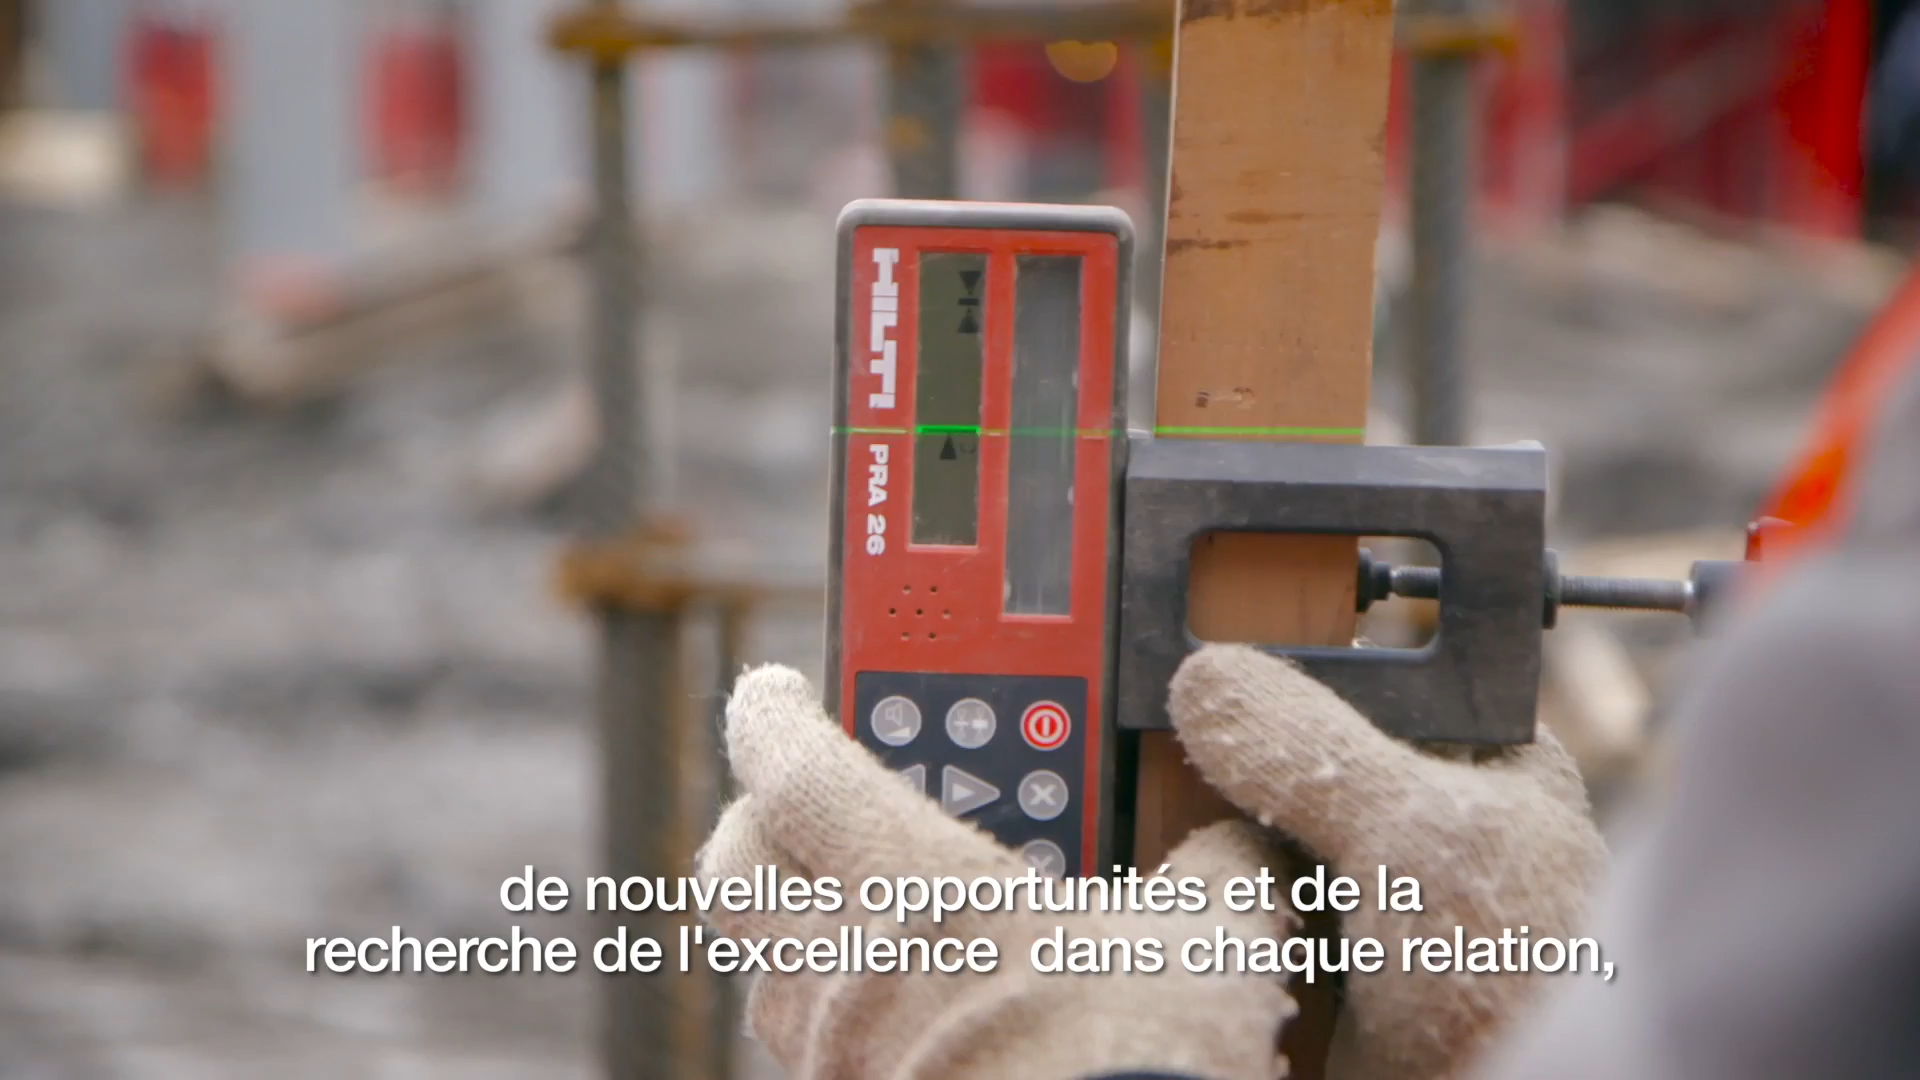 HILTI
PRA 26
de nouvelles opportunités et de la
recherche de l'excellence  dans chaque relation,